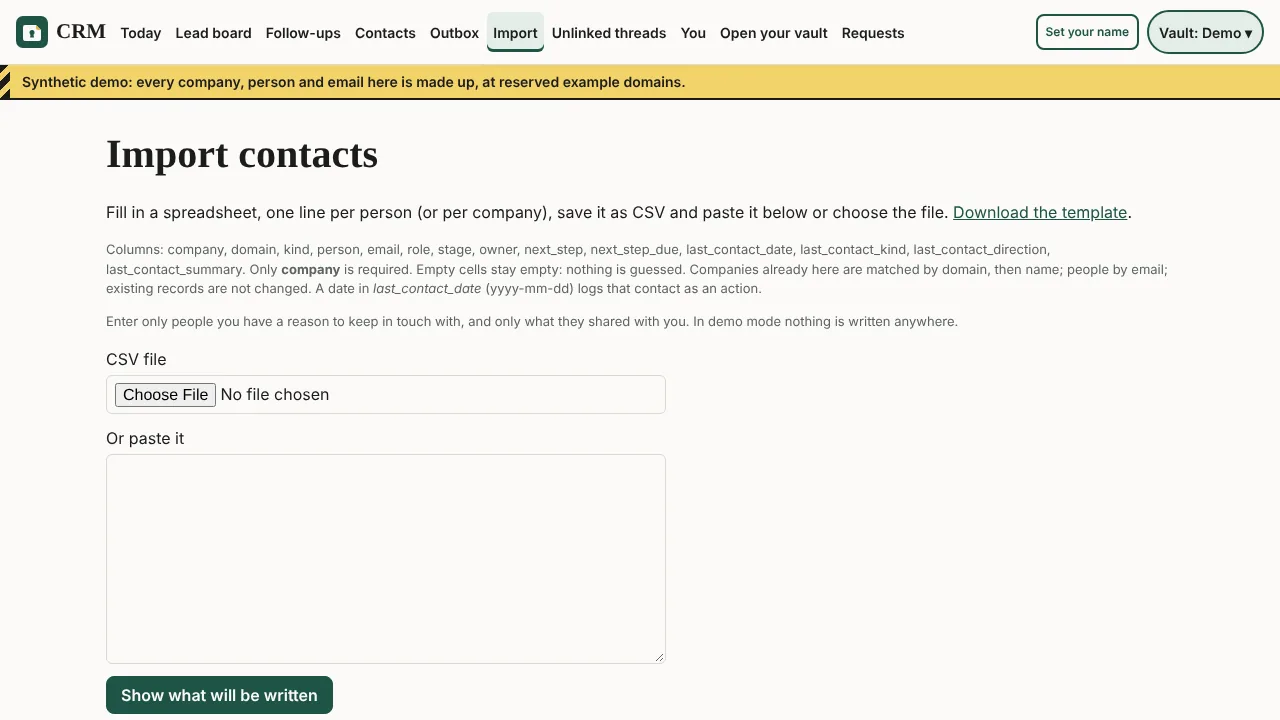 CRM Today Lead board Follow-ups Contacts Outbox Import Unlinked threads You Open your vault Requests Set your name Vault: Demo ▾
Synthetic demo: every company, person and email here is made up, at reserved example domains.
Import contacts
Fill in a spreadsheet, one line per person (or per company), save it as CSV and paste it below or choose the file. Download the template.
Columns: company, domain, kind, person, email, role, stage, owner, next_step, next_step_due, last_contact_date, last_contact_kind, last_contact_direction,
last_contact_summary. Only company is required. Empty cells stay empty: nothing is guessed. Companies already here are matched by domain, then name; people by email;
existing records are not changed. A date in last_contact_date (yyyy-mm-dd) logs that contact as an action.
Enter only people you have a reason to keep in touch with, and only what they shared with you. In demo mode nothing is written anywhere.
CSV file
Choose File No file chosen
Or paste it
Show what will be written